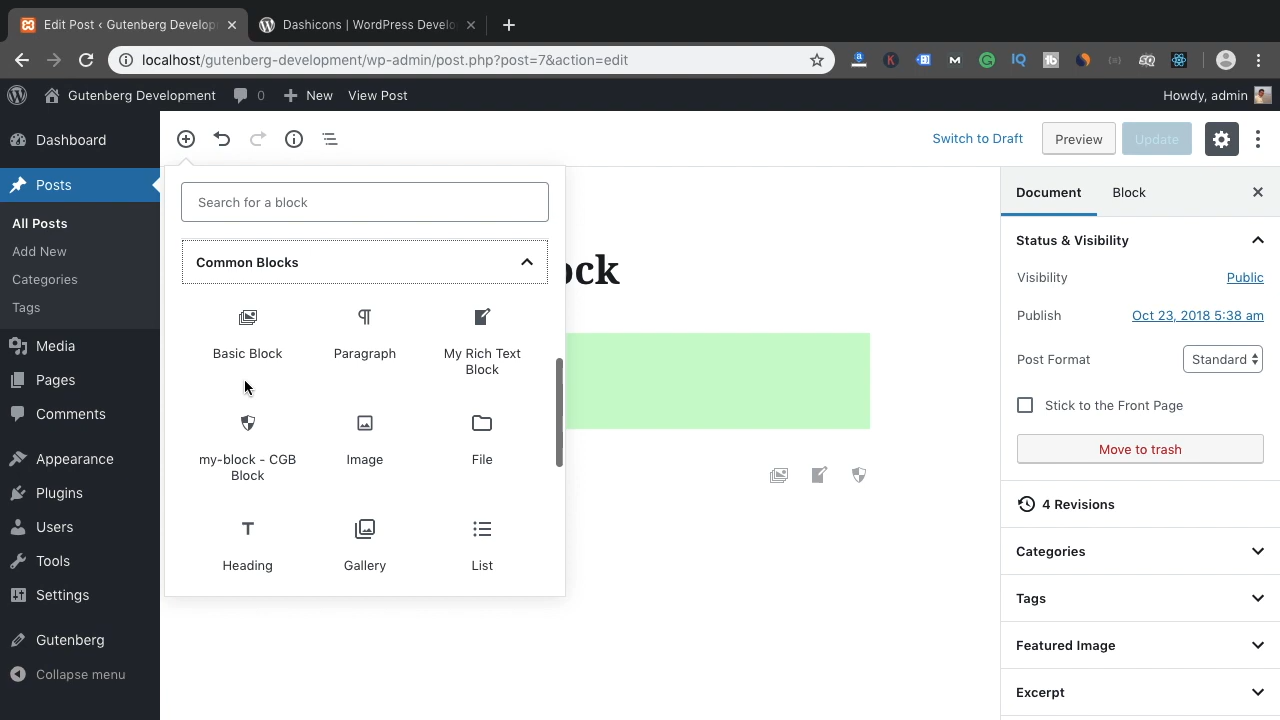 Edit Post ‹ Gutenberg Develop
Dashicons | WordPress Develo
localhost/gutenberg-development/wp-admin/post.php?post=7&action=edit
Gutenberg Development
0
New
View Post
Howdy, admin
Dashboard
Posts
All Posts
Add New
Categories
Tags
Media
Pages
Comments
Appearance
Plugins
Users
Tools
Settings
Gutenberg
Collapse menu
Switch to Draft
Preview
Update
Search for a block
Common Blocks
Basic Block
Paragraph
My Rich Text
Block
my-block - CGB
Block
Image
File
Heading
Gallery
List
ock
Document
Block
Status & Visibility
Visibility
Public
Publish
Oct 23, 2018 5:38 am
Post Format
Standard
Stick to the Front Page
Move to trash
4 Revisions
Categories
Tags
Featured Image
Excerpt